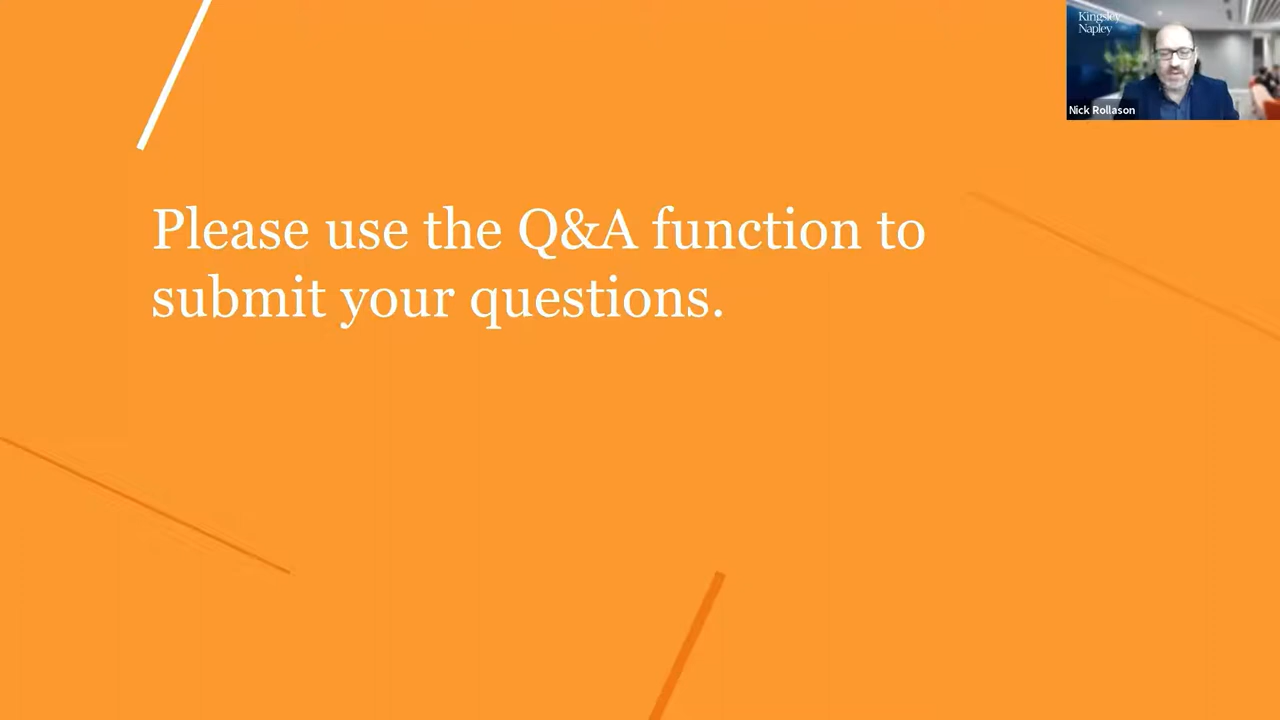 Kingsley
Napley
Nick Rollason
Please use the Q&A function to
submit your questions.